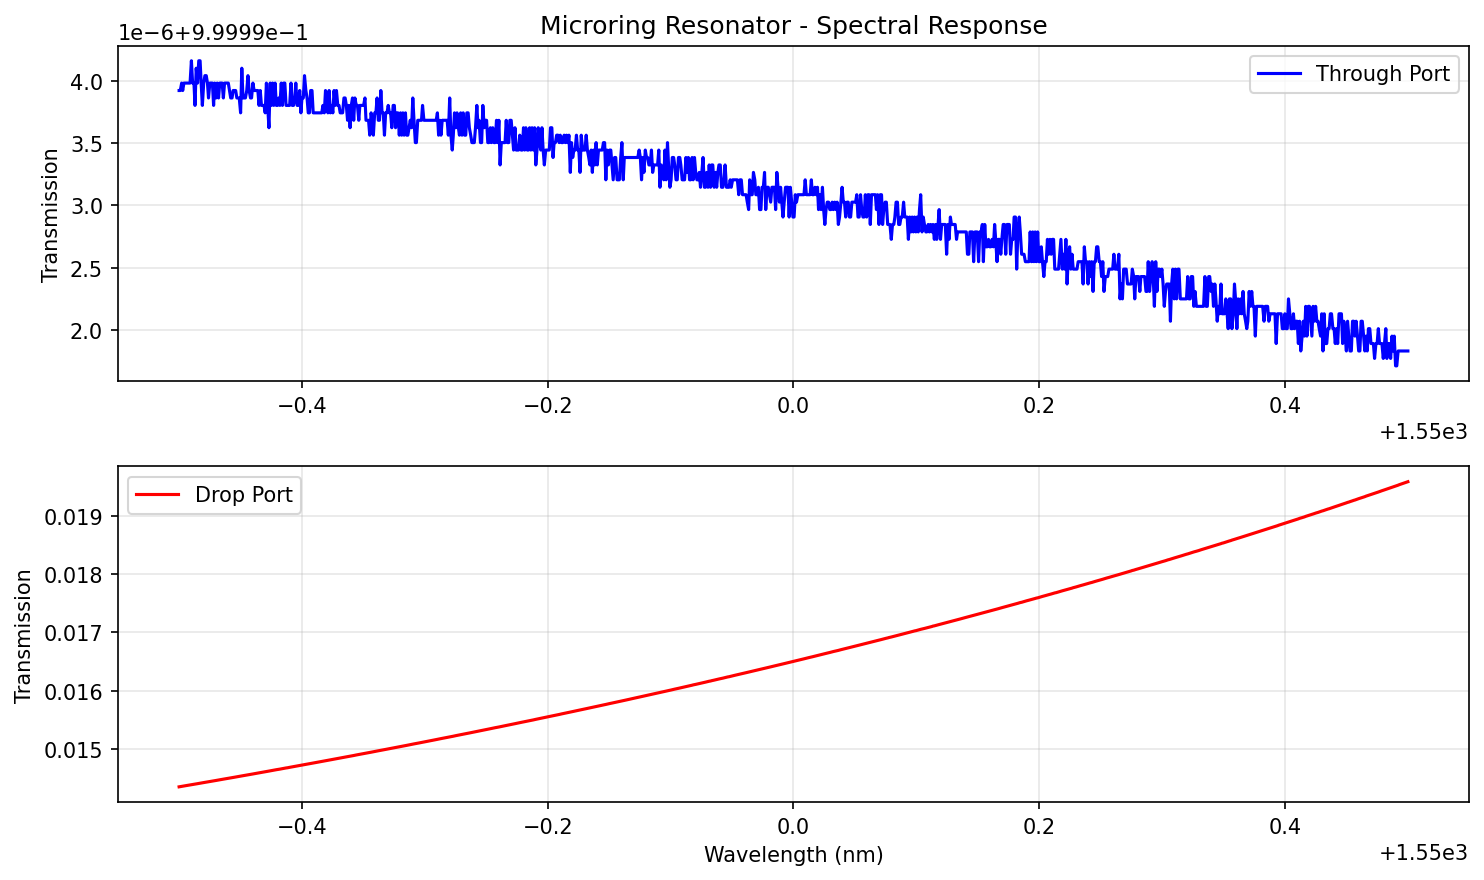 Microring Resonator - Spectral Response
1e−6+9.9999e−1
Through Port
Transmission
4.0
3.5
3.0
2.5
2.0
−0.4
−0.2
0.0
0.2
0.4
+1.55e3
Drop Port
Transmission
0.019
0.018
0.017
0.016
0.015
−0.4
−0.2
0.0
0.2
0.4
Wavelength (nm)
+1.55e3